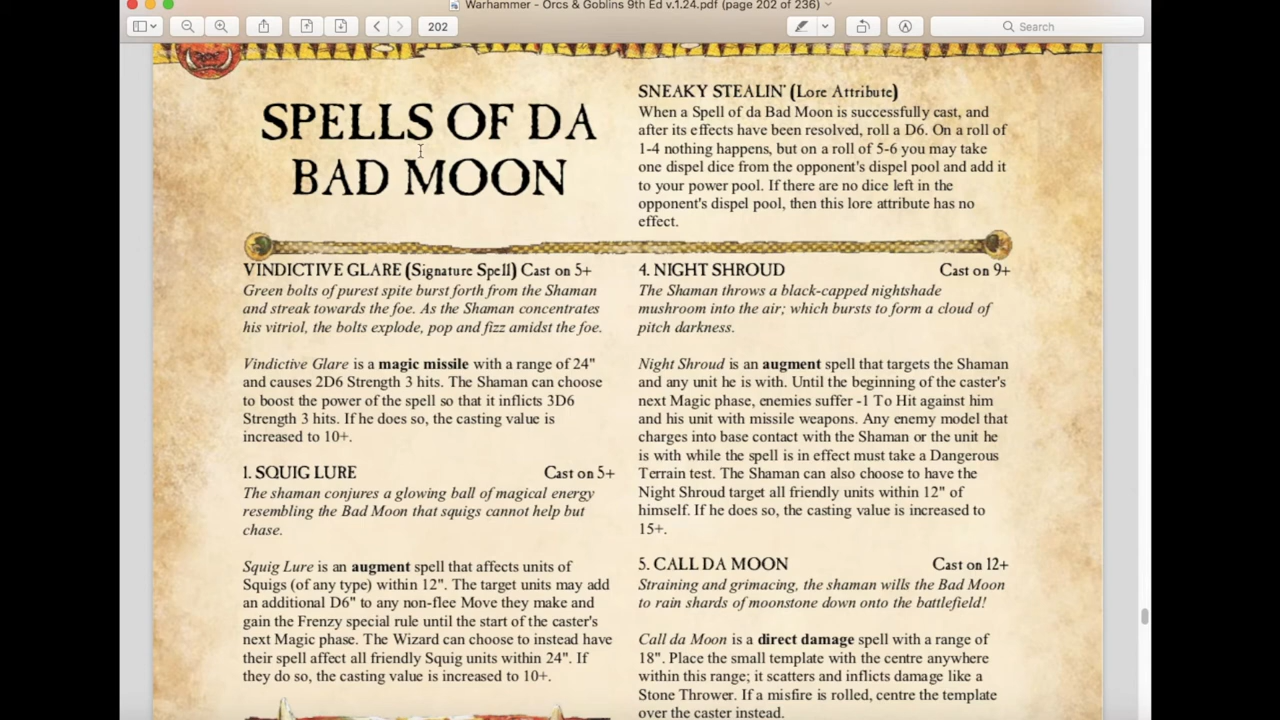 Warhammer - Orcs & Goblins 9th Ed v.1.24.pdf (page 202 of 236)
202
Search
SPELLS OF DA
BAD MOON
SNEAKY STEALIN' (Lore Attribute)
When a Spell of da Bad Moon is successfully cast, and
after its effects have been resolved, roll a D6. On a roll of
1-4 nothing happens, but on a roll of 5-6 you may take
one dispel dice from the opponent's dispel pool and add it
to your power pool. If there are no dice left in the
opponent's dispel pool, then this lore attribute has no
effect.
VINDICTIVE GLARE (Signature Spell) Cast on 5+
Green bolts of purest spite burst forth from the Shaman
and streak towards the foe. As the Shaman concentrates
his vitriol, the bolts explode, pop and fizz amidst the foe.
Vindictive Glare is a magic missile with a range of 24"
and causes 2D6 Strength 3 hits. The Shaman can choose
to boost the power of the spell so that it inflicts 3D6
Strength 3 hits. If he does so, the casting value is
increased to 10+.
1. SQUIG LURE Cast on 5+
The shaman conjures a glowing ball of magical energy
resembling the Bad Moon that squigs cannot help but
chase.
Squig Lure is an augment spell that affects units of
Squigs (of any type) within 12". The target units may add
an additional D6" to any non-flee Move they make and
gain the Frenzy special rule until the start of the caster's
next Magic phase. The Wizard can choose to instead have
their spell affect all friendly Squig units within 24". If
they do so, the casting value is increased to 10+.
4. NIGHT SHROUD Cast on 9+
The Shaman throws a black-capped nightshade
mushroom into the air; which bursts to form a cloud of
pitch darkness.
Night Shroud is an augment spell that targets the Shaman
and any unit he is with. Until the beginning of the caster's
next Magic phase, enemies suffer -1 To Hit against him
and his unit with missile weapons. Any enemy model that
charges into base contact with the Shaman or the unit he
is with while the spell is in effect must take a Dangerous
Terrain test. The Shaman can also choose to have the
Night Shroud target all friendly units within 12" of
himself. If he does so, the casting value is increased to
15+.
5. CALL DA MOON Cast on 12+
Straining and grimacing, the shaman wills the Bad Moon
to rain shards of moonstone down onto the battlefield!
Call da Moon is a direct damage spell with a range of
18". Place the small template with the centre anywhere
within this range; it scatters and inflicts damage like a
Stone Thrower. If a misfire is rolled, centre the template
over the caster instead.